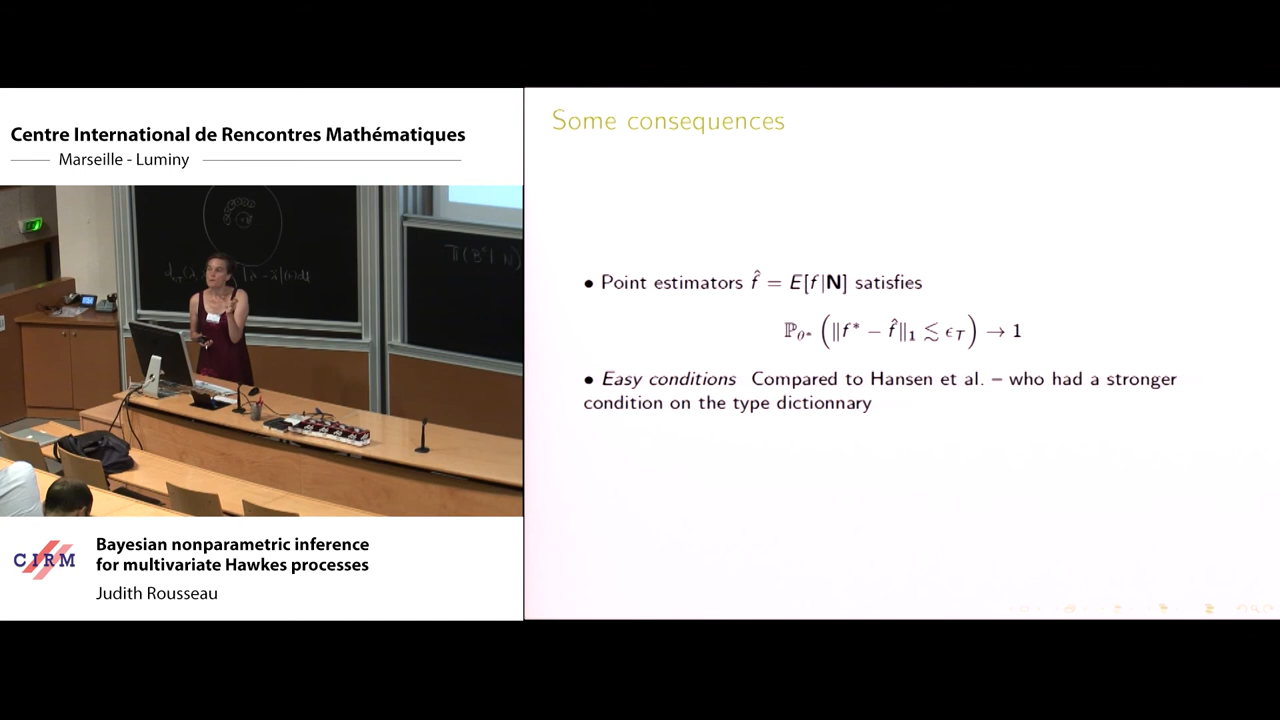 Centre International de Rencontres Mathématiques
Marseille - Luminy
Some consequences
• Point estimators f̂ = E[f|N] satisfies
ℙ_θ* (‖f* − f̂‖₁ ≲ ϵ_T) → 1
• Easy conditions Compared to Hansen et al. – who had a stronger
condition on the type dictionnary
CIRM
Bayesian nonparametric inference
for multivariate Hawkes processes
Judith Rousseau